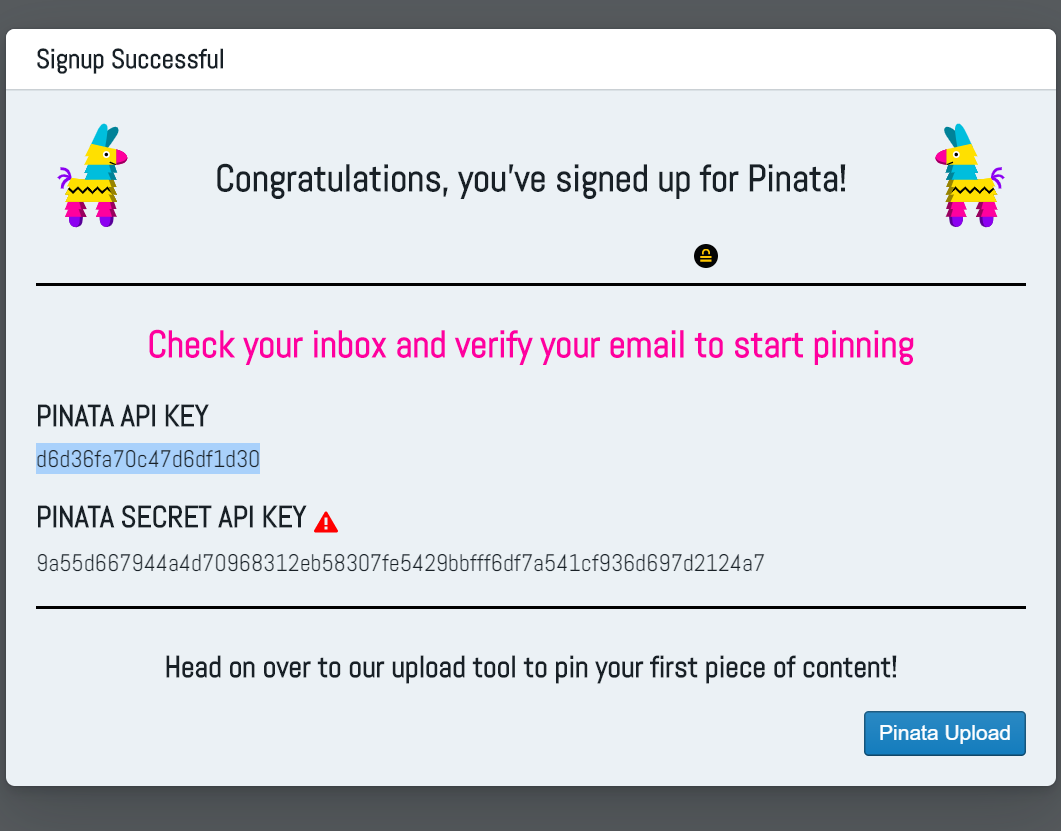 Signup Successful
Congratulations, you've signed up for Pinata!
Check your inbox and verify your email to start pinning
PINATA API KEY
d6d36fa70c47d6df1d30
PINATA SECRET API KEY
9a55d667944a4d70968312eb58307fe5429bbfff6df7a541cf936d697d2124a7
Head on over to our upload tool to pin your first piece of content!
Pinata Upload